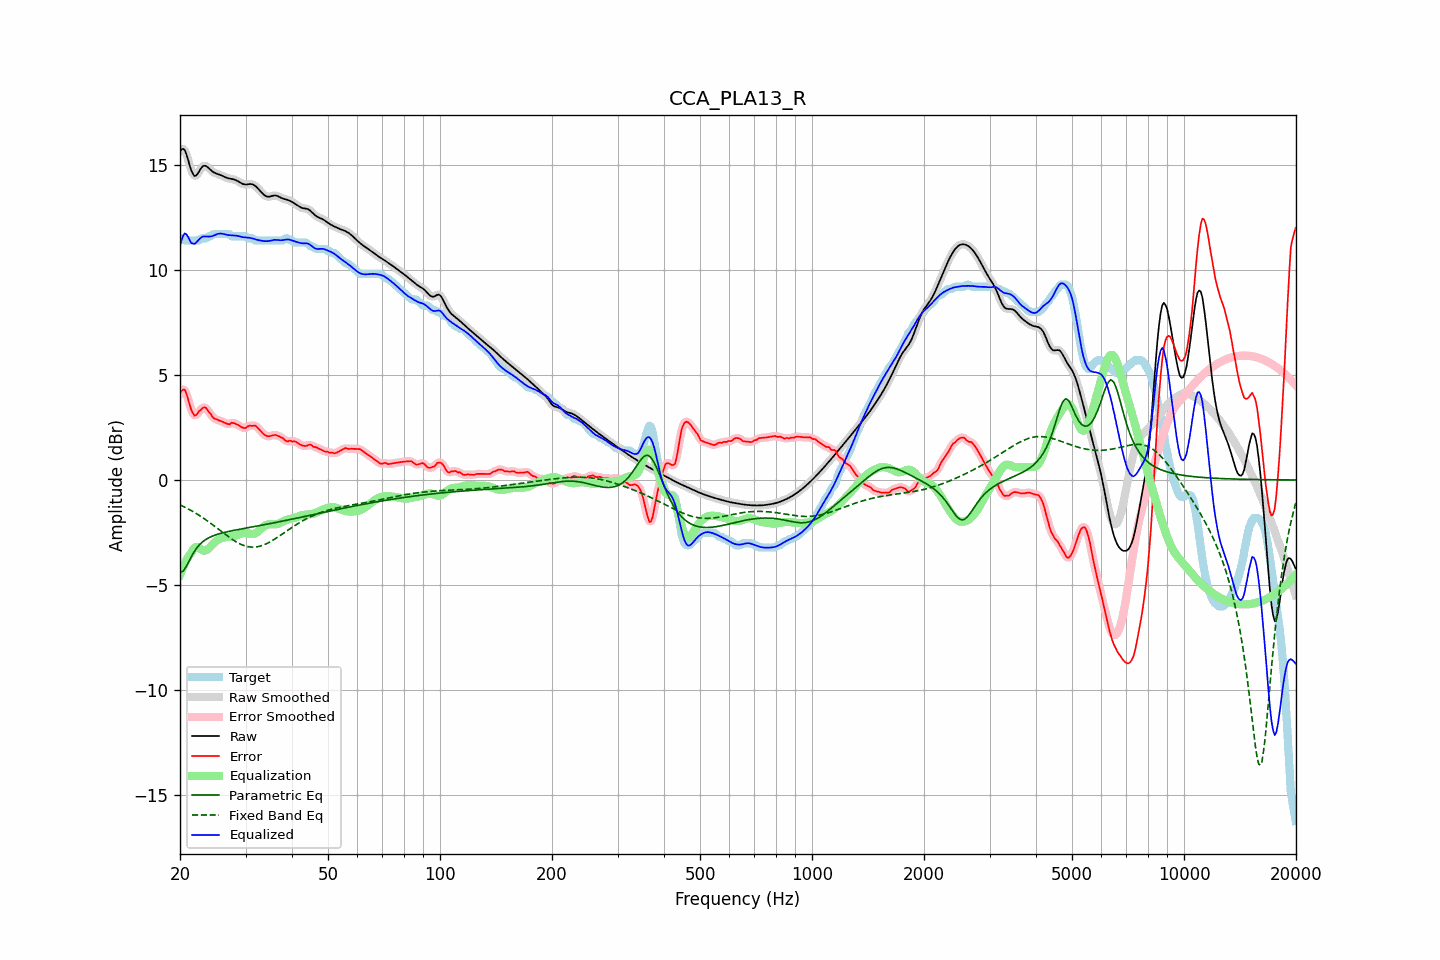 CCA_PLA13_R
Amplitude (dBr)
15
10
5
0
−5
−10
−15
Target
Raw Smoothed
Error Smoothed
Raw
Error
Equalization
Parametric Eq
Fixed Band Eq
Equalized
20 50 100 200 500 1000 2000 5000 10000 20000
Frequency (Hz)